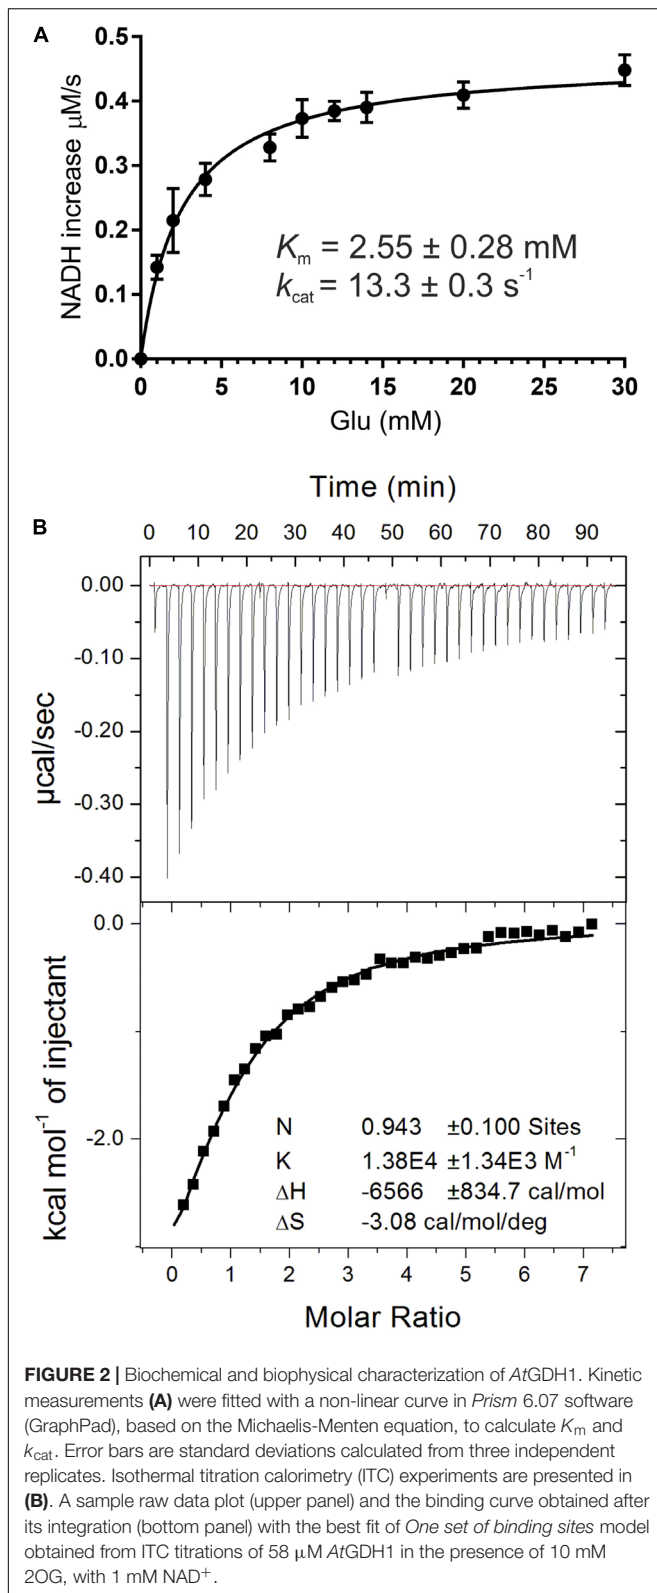 A
0.5
0.4
0.3
0.2
0.1
0.0
NADH increase μM/s
Km = 2.55 ± 0.28 mM
kcat = 13.3 ± 0.3 s-1
0 5 10 15 20 25 30
Glu (mM)
Time (min)
B
0 10 20 30 40 50 60 70 80 90
0.00
-0.10
-0.20
-0.30
-0.40
μcal/sec
0.0
-2.0
kcal mol-1 of injectant
N 0.943 ±0.100 Sites
K 1.38E4 ±1.34E3 M-1
ΔH -6566 ±834.7 cal/mol
ΔS -3.08 cal/mol/deg
0 1 2 3 4 5 6 7
Molar Ratio
FIGURE 2 | Biochemical and biophysical characterization of AtGDH1. Kinetic
measurements (A) were fitted with a non-linear curve in Prism 6.07 software
(GraphPad), based on the Michaelis-Menten equation, to calculate Km and
kcat. Error bars are standard deviations calculated from three independent
replicates. Isothermal titration calorimetry (ITC) experiments are presented in
(B). A sample raw data plot (upper panel) and the binding curve obtained after
its integration (bottom panel) with the best fit of One set of binding sites model
obtained from ITC titrations of 58 μM AtGDH1 in the presence of 10 mM
2OG, with 1 mM NAD+.